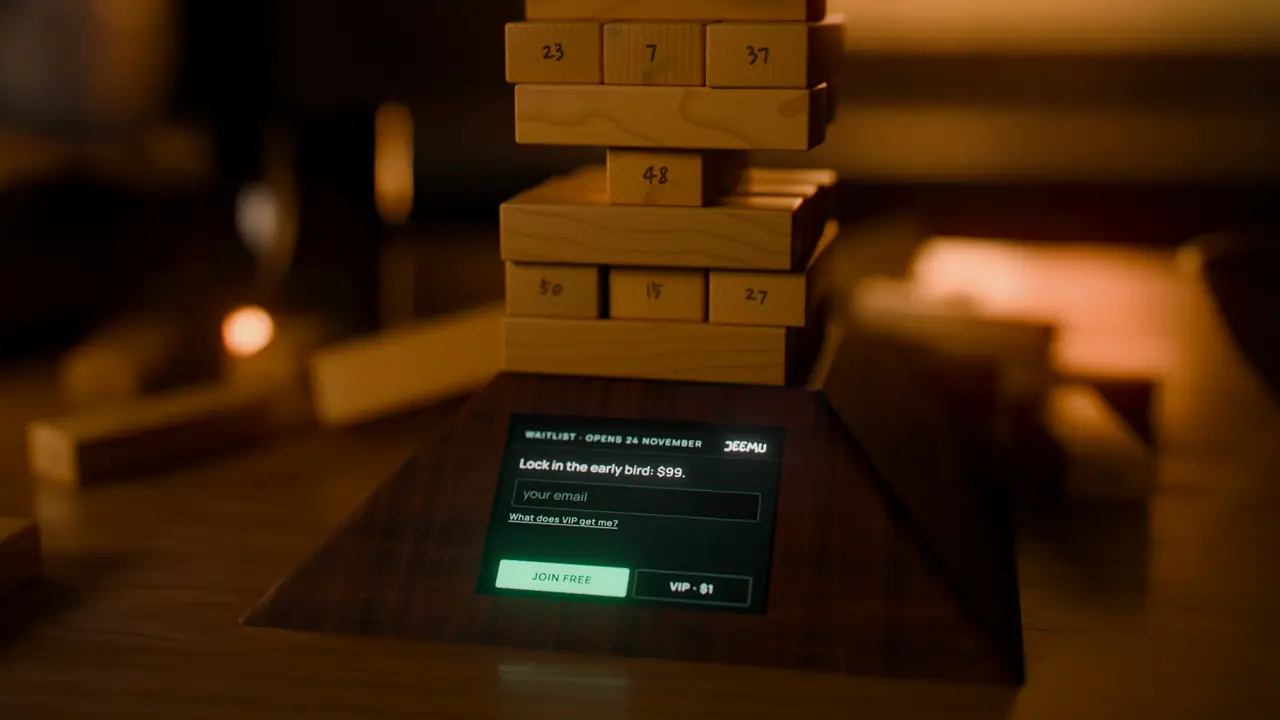 23 7 37
48
50 15 27
WAITLIST · OPENS 24 NOVEMBER JEEMU
Lock in the early bird: $99.
your email
What does VIP get me?
JOIN FREE VIP · $1